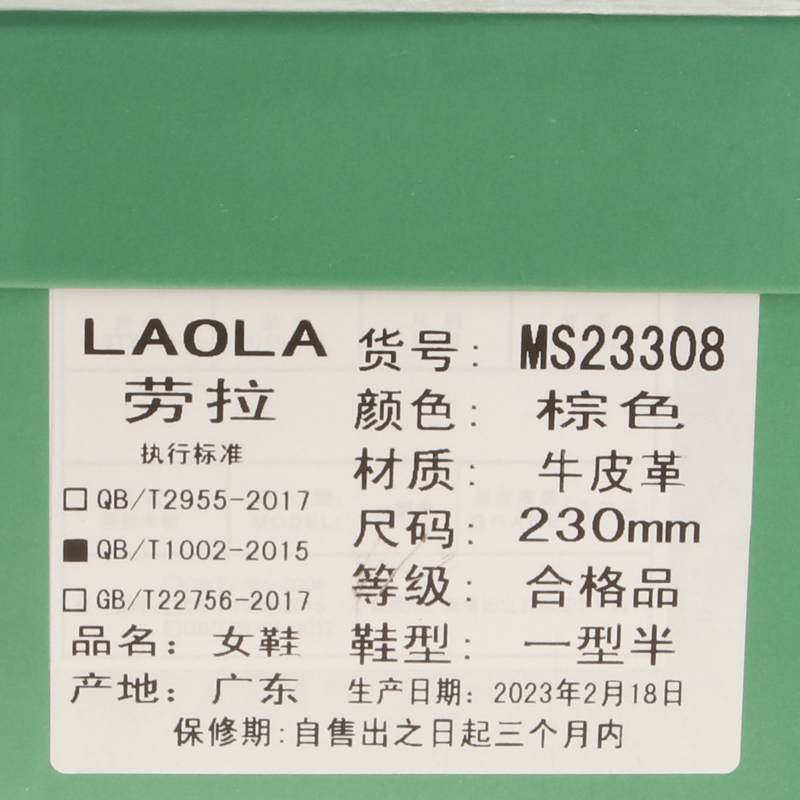 LAOLA
劳拉
执行标准
□QB/T2955-2017
■QB/T1002-2015
□GB/T22756-2017
品名：女鞋
产地：广东
货号：MS23308
颜色：棕色
材质：牛皮革
尺码：230mm
等级：合格品
鞋型：一型半
生产日期：2023年2月18日
保修期：自售出之日起三个月内